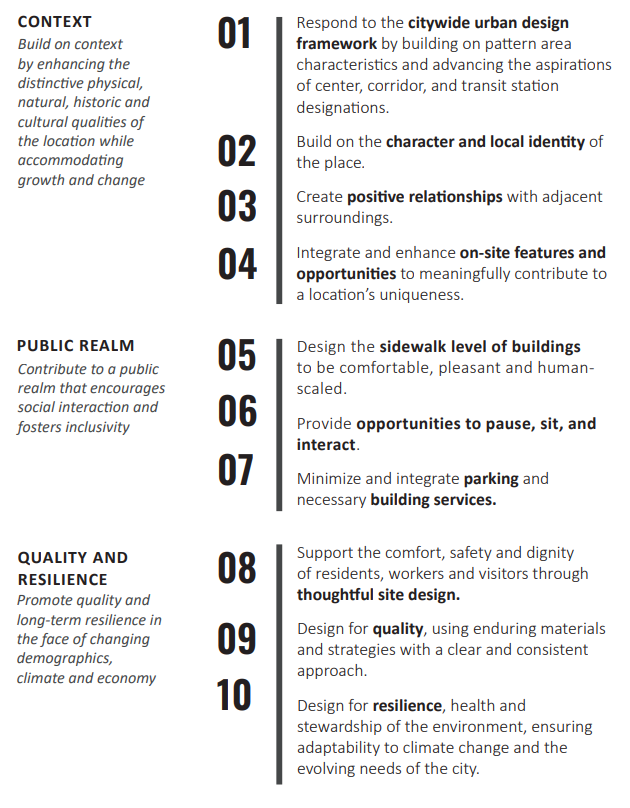 CONTEXT
Build on context
by enhancing the
distinctive physical,
natural, historic and
cultural qualities of
the location while
accommodating
growth and change
01
Respond to the citywide urban design
framework by building on pattern area
characteristics and advancing the aspirations
of center, corridor, and transit station
designations.
02
Build on the character and local identity of
the place.
03
Create positive relationships with adjacent
surroundings.
04
Integrate and enhance on-site features and
opportunities to meaningfully contribute to
a location's uniqueness.
PUBLIC REALM
Contribute to a public
realm that encourages
social interaction and
fosters inclusivity
05
Design the sidewalk level of buildings
to be comfortable, pleasant and human-
scaled.
06
Provide opportunities to pause, sit, and
interact.
07
Minimize and integrate parking and
necessary building services.
QUALITY AND
RESILIENCE
Promote quality and
long-term resilience in
the face of changing
demographics,
climate and economy
08
Support the comfort, safety and dignity
of residents, workers and visitors through
thoughtful site design.
09
Design for quality, using enduring materials
and strategies with a clear and consistent
approach.
10
Design for resilience, health and
stewardship of the environment, ensuring
adaptability to climate change and the
evolving needs of the city.